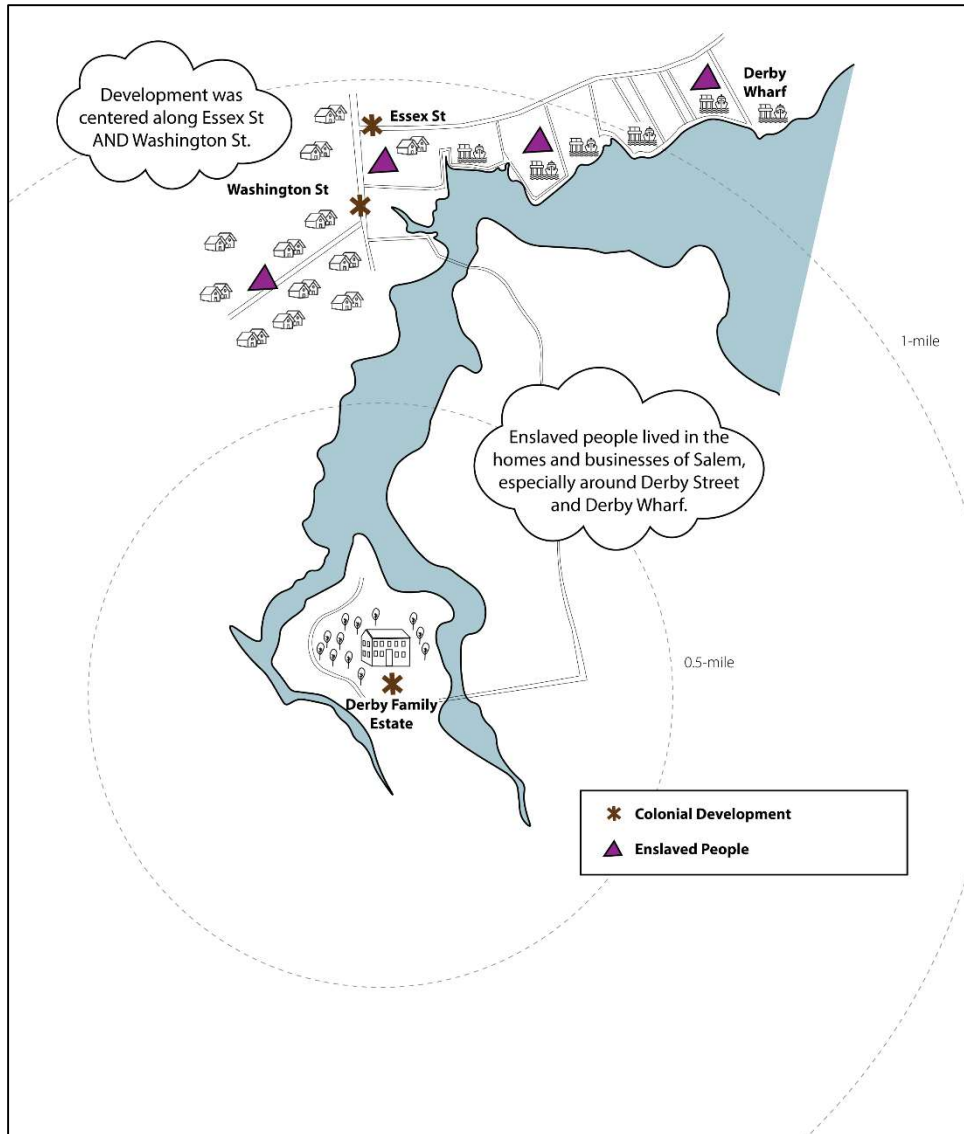 Development was
centered along Essex St
AND Washington St.
Essex St
Derby
Wharf
Washington St
1-mile
Enslaved people lived in the
homes and businesses of Salem,
especially around Derby Street
and Derby Wharf.
0.5-mile
Derby Family
Estate
Colonial Development
Enslaved People